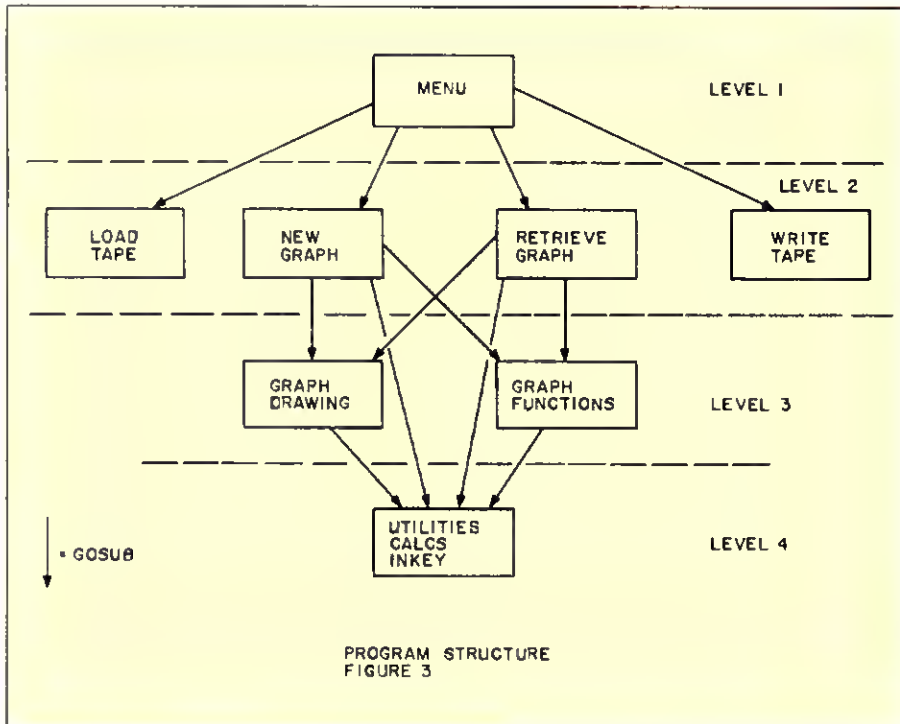 MENU
LEVEL 1
LEVEL 2
LOAD
TAPE
NEW
GRAPH
RETRIEVE
GRAPH
WRITE
TAPE
GRAPH
DRAWING
GRAPH
FUNCTIONS
LEVEL 3
UTILITIES
CALCS
INKEY
LEVEL 4
= GOSUB
PROGRAM STRUCTURE
FIGURE 3